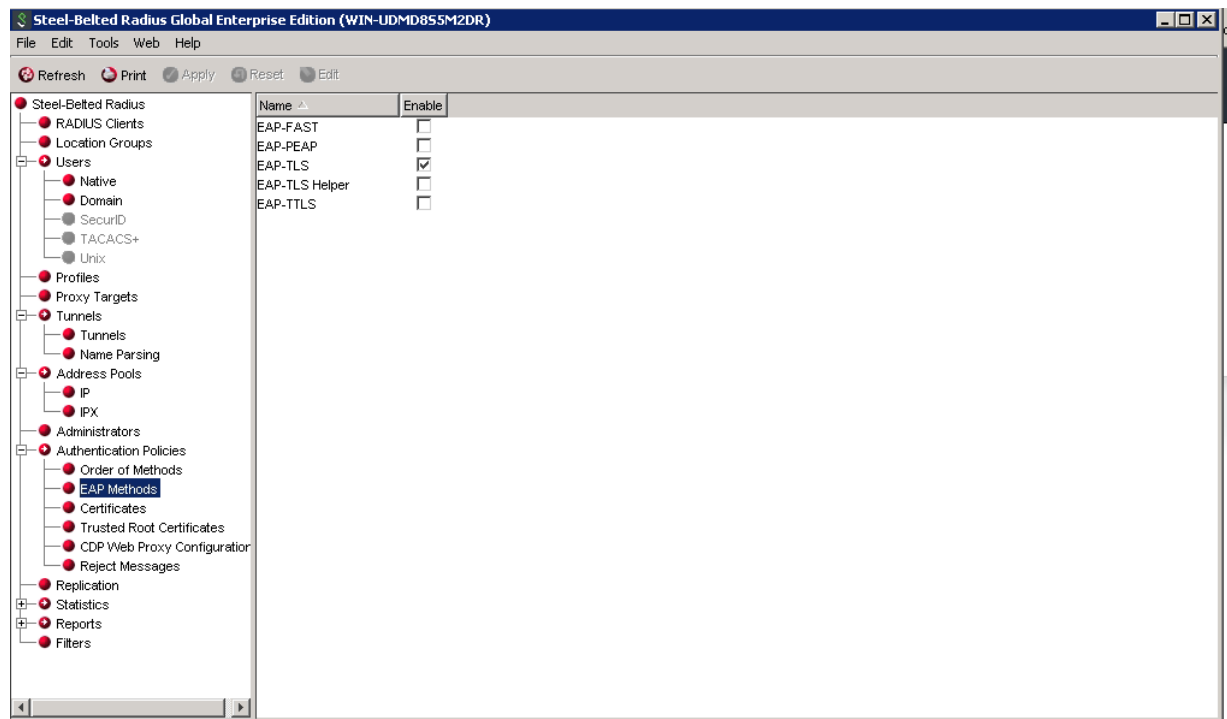 Steel-Belted Radius Global Enterprise Edition (WIN-UDMD8S5M2DR)
File Edit Tools Web Help
Refresh Print Apply Reset Edit
Steel-Belted Radius
RADIUS Clients
Location Groups
Users
Native
Domain
SecurID
TACACS+
Unix
Profiles
Proxy Targets
Tunnels
Tunnels
Name Parsing
Address Pools
IP
IPX
Administrators
Authentication Policies
Order of Methods
EAP Methods
Certificates
Trusted Root Certificates
CDP Web Proxy Configuration
Reject Messages
Replication
Statistics
Reports
Filters
Name Enable
EAP-FAST
EAP-PEAP
EAP-TLS
EAP-TLS Helper
EAP-TTLS